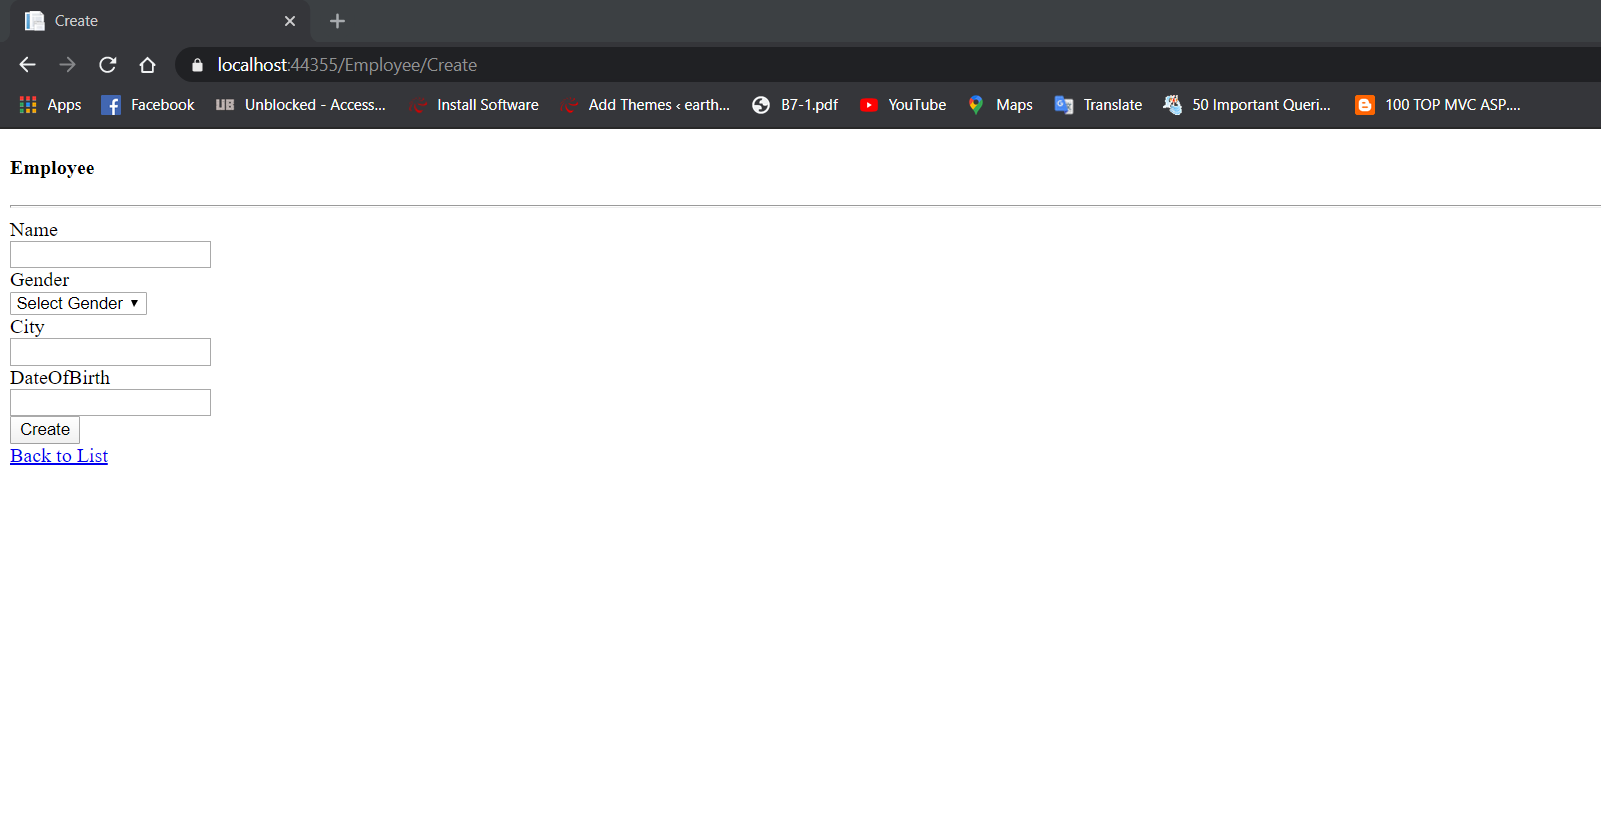 Create
localhost:44355/Employee/Create
Apps Facebook UB Unblocked - Access... Install Software Add Themes ‹ earth... B7-1.pdf YouTube Maps Translate 50 Important Queri... 100 TOP MVC ASP....
Employee
Name
Gender
Select Gender
City
DateOfBirth
Create
Back to List